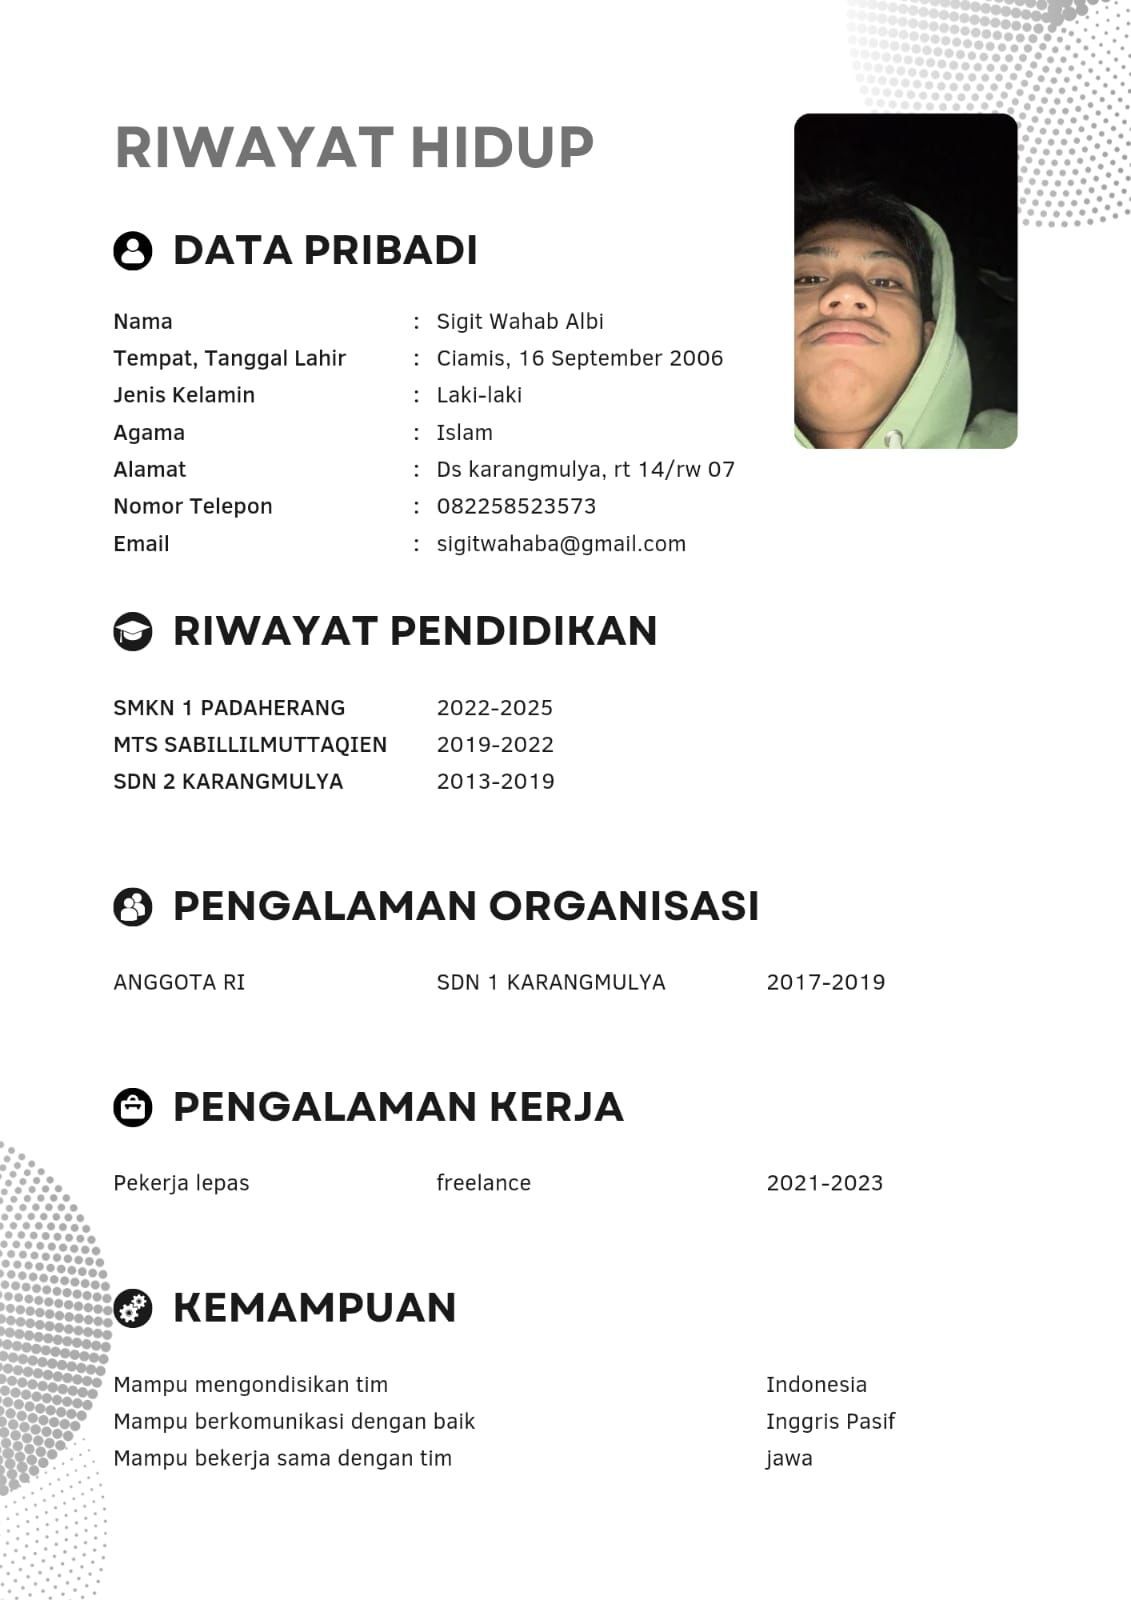 RIWAYAT HIDUP
DATA PRIBADI
Nama : Sigit Wahab Albi
Tempat, Tanggal Lahir : Ciamis, 16 September 2006
Jenis Kelamin : Laki-laki
Agama : Islam
Alamat : Ds karangmulya, rt 14/rw 07
Nomor Telepon : 082258523573
Email : sigitwahaba@gmail.com
RIWAYAT PENDIDIKAN
SMKN 1 PADAHERANG 2022-2025
MTS SABILLILMUTTAQIEN 2019-2022
SDN 2 KARANGMULYA 2013-2019
PENGALAMAN ORGANISASI
ANGGOTA RI SDN 1 KARANGMULYA 2017-2019
PENGALAMAN KERJA
Pekerja lepas freelance 2021-2023
KEMAMPUAN
Mampu mengondisikan tim Indonesia
Mampu berkomunikasi dengan baik Inggris Pasif
Mampu bekerja sama dengan tim jawa